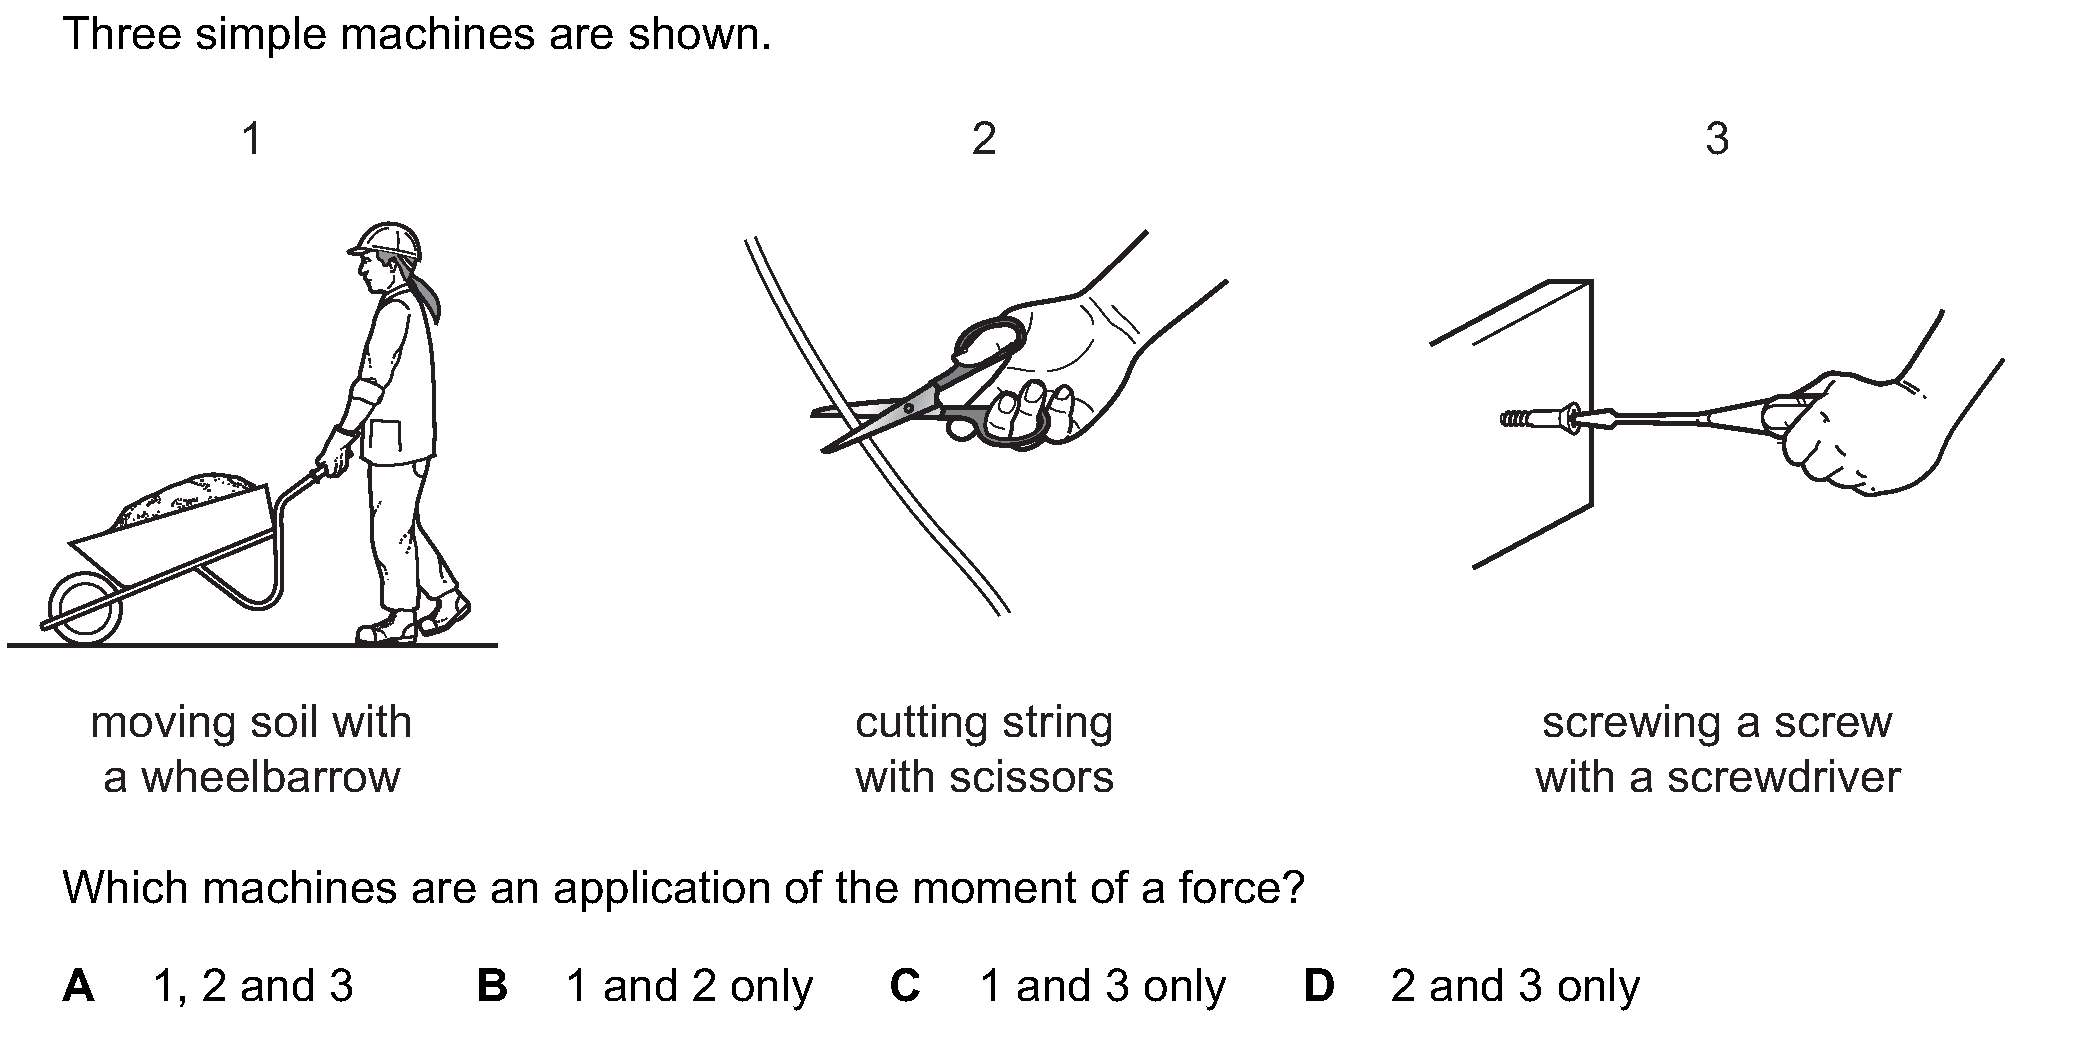 Three simple machines are shown.
1 2 3
moving soil with cutting string screwing a screw
a wheelbarrow with scissors with a screwdriver
Which machines are an application of the moment of a force?
A 1, 2 and 3 B 1 and 2 only C 1 and 3 only D 2 and 3 only